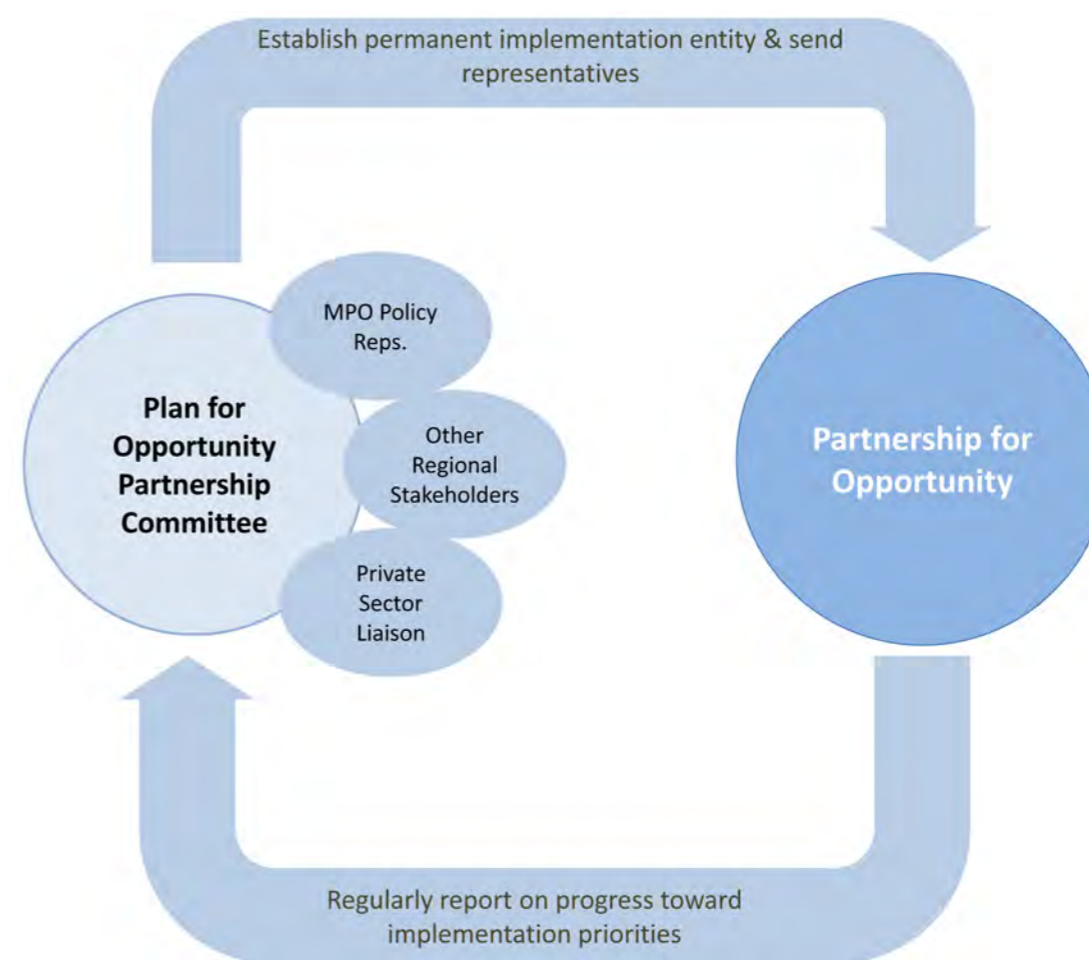 Establish permanent implementation entity & send
representatives
MPO Policy
Reps.
Plan for
Opportunity
Partnership
Committee
Other
Regional
Stakeholders
Private
Sector
Liaison
Partnership for
Opportunity
Regularly report on progress toward
implementation priorities